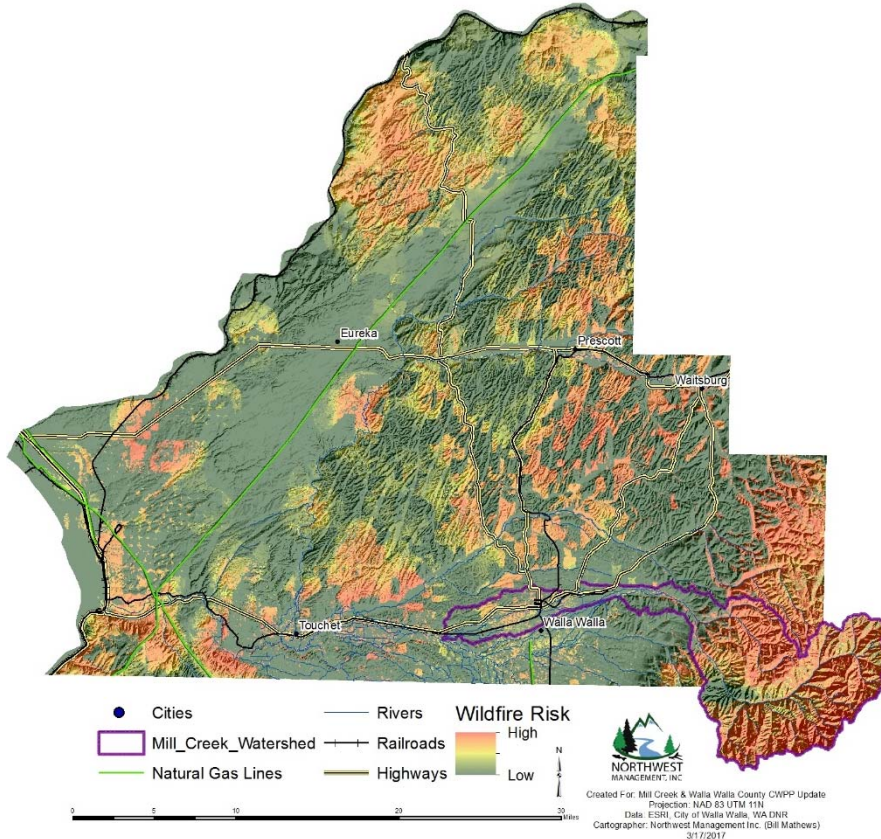 Eureka
Prescott
Waitsburg
Touchet
Walla Walla
Cities
Rivers
Wildfire Risk
High
Low
Mill_Creek_Watershed
Railroads
Natural Gas Lines
Highways
N
NORTHWEST
MANAGEMENT, INC
0 5 10 20 30
Miles
Created For: Mill Creek & Walla Walla County CWPP Update
Projection: NAD 83 UTM 11N
Data: ESRI, City of Walla Walla, WA DNR
Cartographer: Northwest Management Inc. (Bill Mathews)
3/17/2017